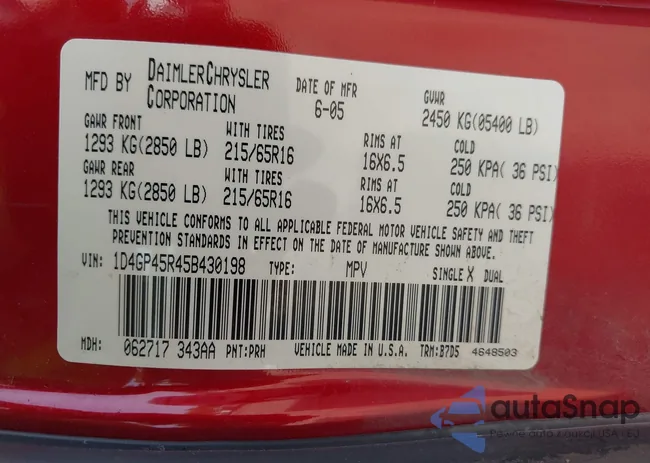 MFD BY DAIMLERCHRYSLER CORPORATION
DATE OF MFR 6-05
GVWR 2450 KG(05400 LB)
GAWR FRONT WITH TIRES RIMS AT COLD
1293 KG(2850 LB) 215/65R16 16X6.5 250 KPA( 36 PSI)
GAWR REAR WITH TIRES RIMS AT COLD
1293 KG(2850 LB) 215/65R16 16X6.5 250 KPA( 36 PSI)
THIS VEHICLE CONFORMS TO ALL APPLICABLE FEDERAL MOTOR VEHICLE SAFETY AND THEFT
PREVENTION STANDARDS IN EFFECT ON THE DATE OF MANUFACTURE SHOWN ABOVE.
VIN: 1D4GP45R45B430198 TYPE: MPV SINGLE X DUAL
MDH: 062717 343AA PNT:PRH VEHICLE MADE IN U.S.A. TRM:B7D5 4648503
autoSnap